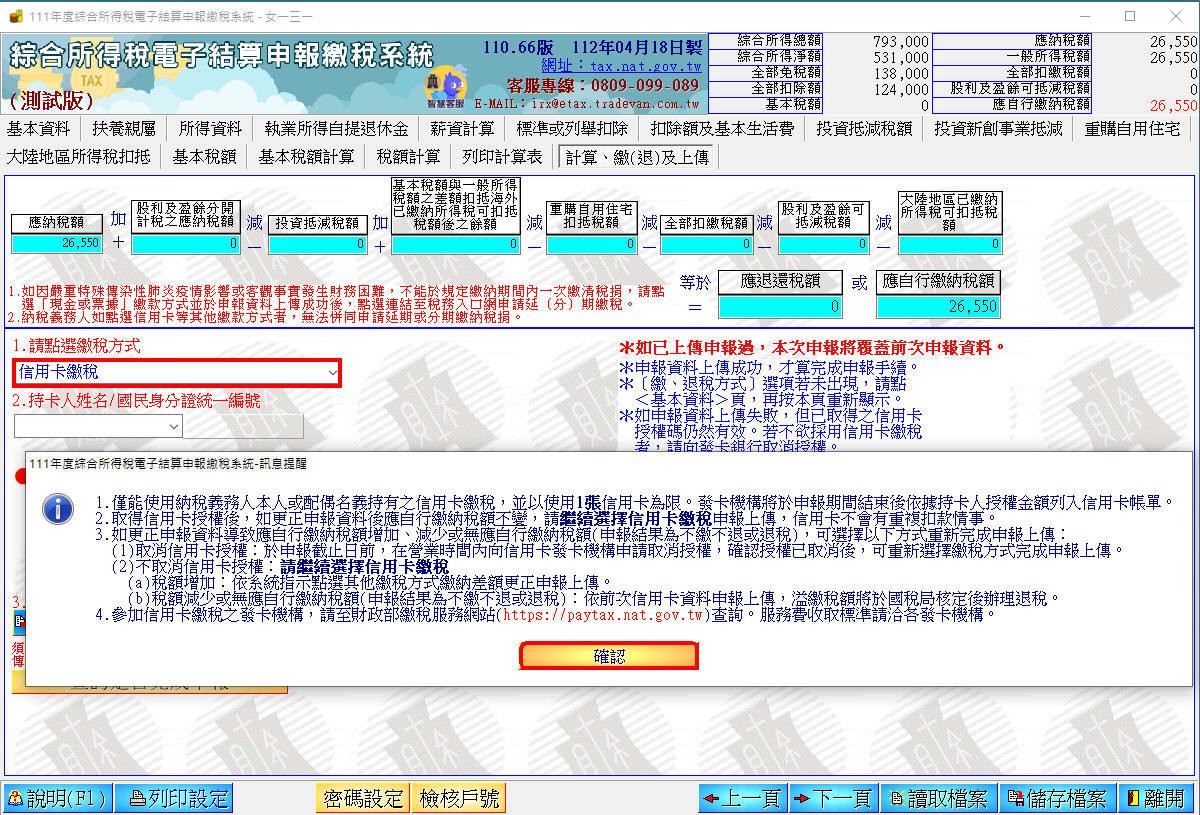 111年度綜合所得稅電子結算申報繳稅系統 - 女一三一
綜合所得稅電子結算申報繳稅系統
TAX
(測試版)
110.66版 112年04月18日製
網址：tax.nat.gov.tw
客服專線：0809-099-089
E-MAIL：irx@etax.tradevan.com.tw
智慧客服
綜合所得總額 793,000 應納稅額 26,550
綜合所得淨額 531,000 一般所得稅額 26,550
全部免稅額 138,000 全部扣繳稅額 0
全部扣除額 124,000 股利及盈餘可抵減稅額 0
基本稅額 0 應自行繳納稅額 26,550
基本資料 扶養親屬 所得資料 執業所得自提退休金 薪資計算 標準或列舉扣除 扣除額及基本生活費 投資抵減稅額 投資新創事業抵減 重購自用住宅
大陸地區所得稅扣抵 基本稅額 基本稅額計算 稅額計算 列印計算表 計算、繳(退)及上傳
應納稅額
26,550
加
＋
股利及盈餘分開
計稅之應納稅額
0
減
－
投資抵減稅額
0
加
＋
基本稅額與一般所得
稅額之差額扣抵海外
已繳納所得稅可扣抵
稅額後之餘額
0
減
－
重購自用住宅
扣抵稅額
0
減
－
全部扣繳稅額
0
減
－
股利及盈餘可
抵減稅額
0
減
－
大陸地區已繳納
所得稅可扣抵稅
額
0
等於
＝
應退還稅額
0
或
應自行繳納稅額
26,550
1.如因嚴重特殊傳染性肺炎疫情影響或客觀事實發生財務困難，不能於規定繳納期間內一次繳清稅捐，請點
選「現金或票據」繳款方式並於申報資料上傳成功後，點選連結至稅務入口網申請延（分）期繳稅。
2.納稅義務人如點選信用卡等其他繳款方式者，無法併同申請延期或分期繳納稅捐。
1.請點選繳稅方式
信用卡繳稅
2.持卡人姓名/國民身分證統一編號
＊如已上傳申報過，本次申報將覆蓋前次申報資料。
＊申報資料上傳成功，才算完成申報手續。
＊〔繳、退稅方式〕選項若未出現，請點
＜基本資料＞頁，再按本頁重新顯示。
＊如申報資料上傳失敗，但已取得之信用卡
授權碼仍然有效。若不欲採用信用卡繳稅
者，請向發卡銀行取消授權。
111年度綜合所得稅電子結算申報繳稅系統-訊息提醒
1.僅能使用納稅義務人本人或配偶名義持有之信用卡繳稅，並以使用1張信用卡為限。發卡機構將於申報期間結束後依據持卡人授權金額列入信用卡帳單。
2.取得信用卡授權後，如更正申報資料後應自行繳納稅額不變，請繼續選擇信用卡繳稅申報上傳，信用卡不會有重複扣款情事。
3.如更正申報資料導致應自行繳納稅額增加、減少或無應自行繳納稅額(申報結果為不繳不退或退稅)，可選擇以下方式重新完成申報上傳：
(1)取消信用卡授權：於申報截止日前，在營業時間內向信用卡發卡機構申請取消授權，確認授權已取消後，可重新選擇繳稅方式完成申報上傳。
(2)不取消信用卡授權：請繼續選擇信用卡繳稅
(a)稅額增加：依系統指示點選其他繳稅方式繳納差額更正申報上傳。
(b)稅額減少或無應自行繳納稅額(申報結果為不繳不退或退稅)：依前次信用卡資料申報上傳，溢繳稅額將於國稅局核定後辦理退稅。
4.參加信用卡繳稅之發卡機構，請至財政部繳稅服務網站(https://paytax.nat.gov.tw)查詢。服務費收取標準請洽各發卡機構。
確認
3.
須
傳
說明(F1) 列印設定 密碼設定 檢核戶號 上一頁 下一頁 讀取檔案 儲存檔案 離開